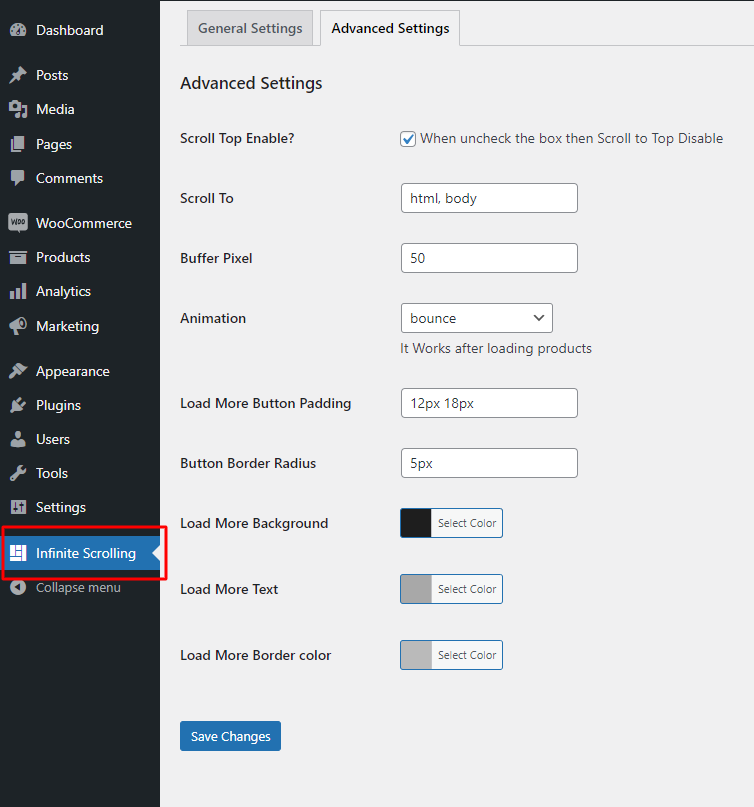 Dashboard
Posts
Media
Pages
Comments
WOO
WooCommerce
Products
Analytics
Marketing
Appearance
Plugins
Users
Tools
Settings
Infinite Scrolling
Collapse menu
General Settings
Advanced Settings
Advanced Settings
Scroll Top Enable?
When uncheck the box then Scroll to Top Disable
Scroll To
html, body
Buffer Pixel
50
Animation
bounce
It Works after loading products
Load More Button Padding
12px 18px
Button Border Radius
5px
Load More Background
Select Color
Load More Text
Select Color
Load More Border color
Select Color
Save Changes